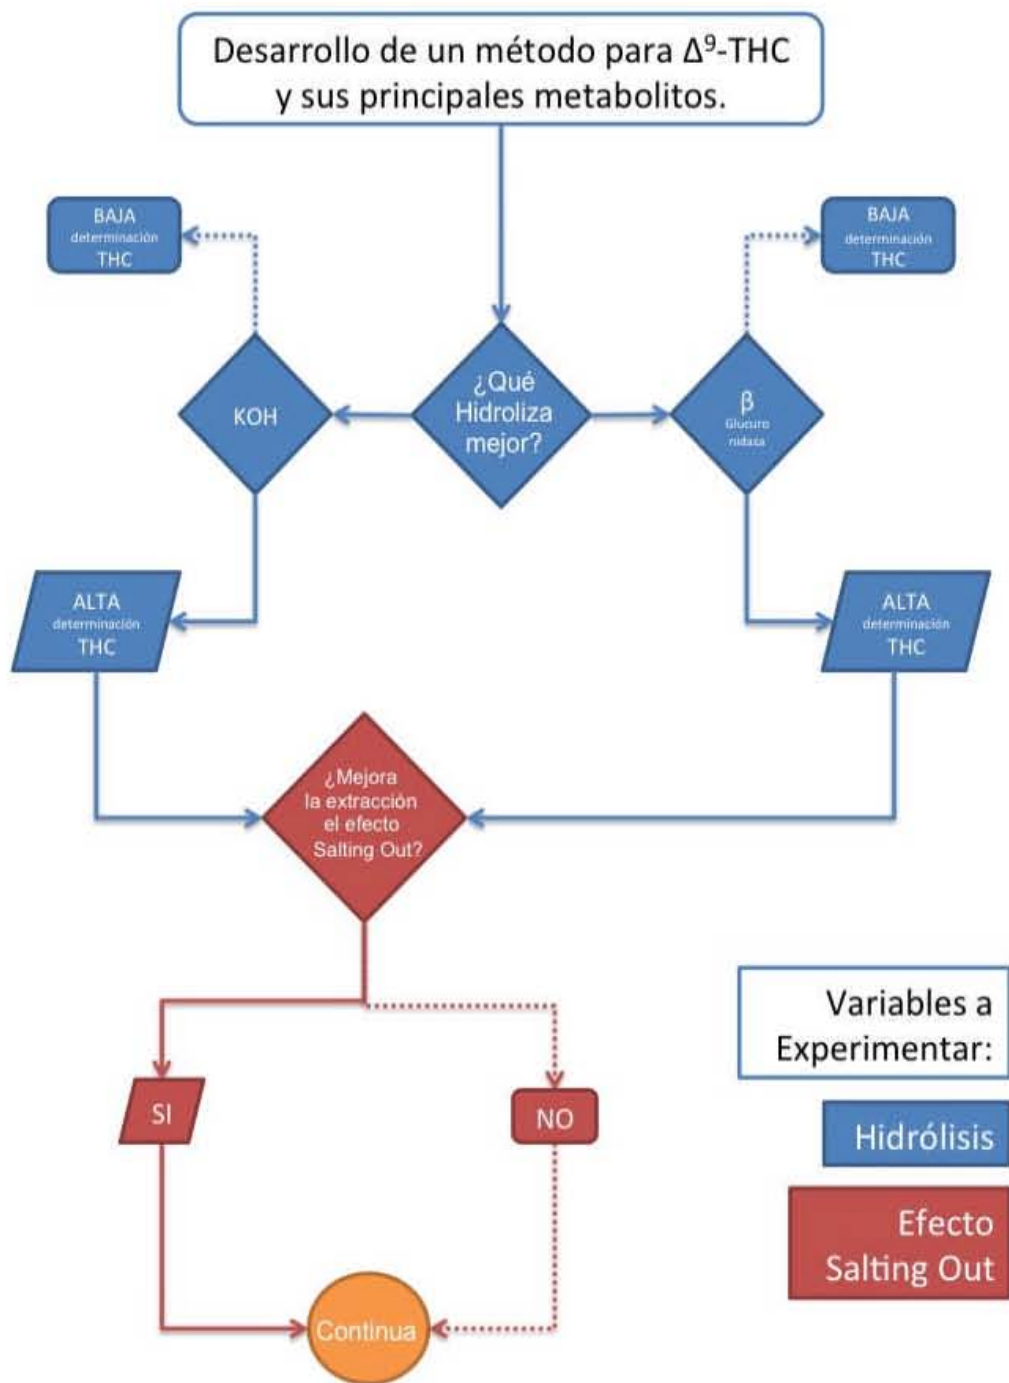 Desarrollo de un método para Δ⁹-THC
y sus principales metabolitos.
BAJA
determinación
THC
BAJA
determinación
THC
KOH
¿Qué
Hidroliza
mejor?
β
Glucuro
nidasa
ALTA
determinación
THC
ALTA
determinación
THC
¿Mejora
la extracción
el efecto
Salting Out?
SI
NO
Continua
Variables a
Experimentar:
Hidrólisis
Efecto
Salting Out